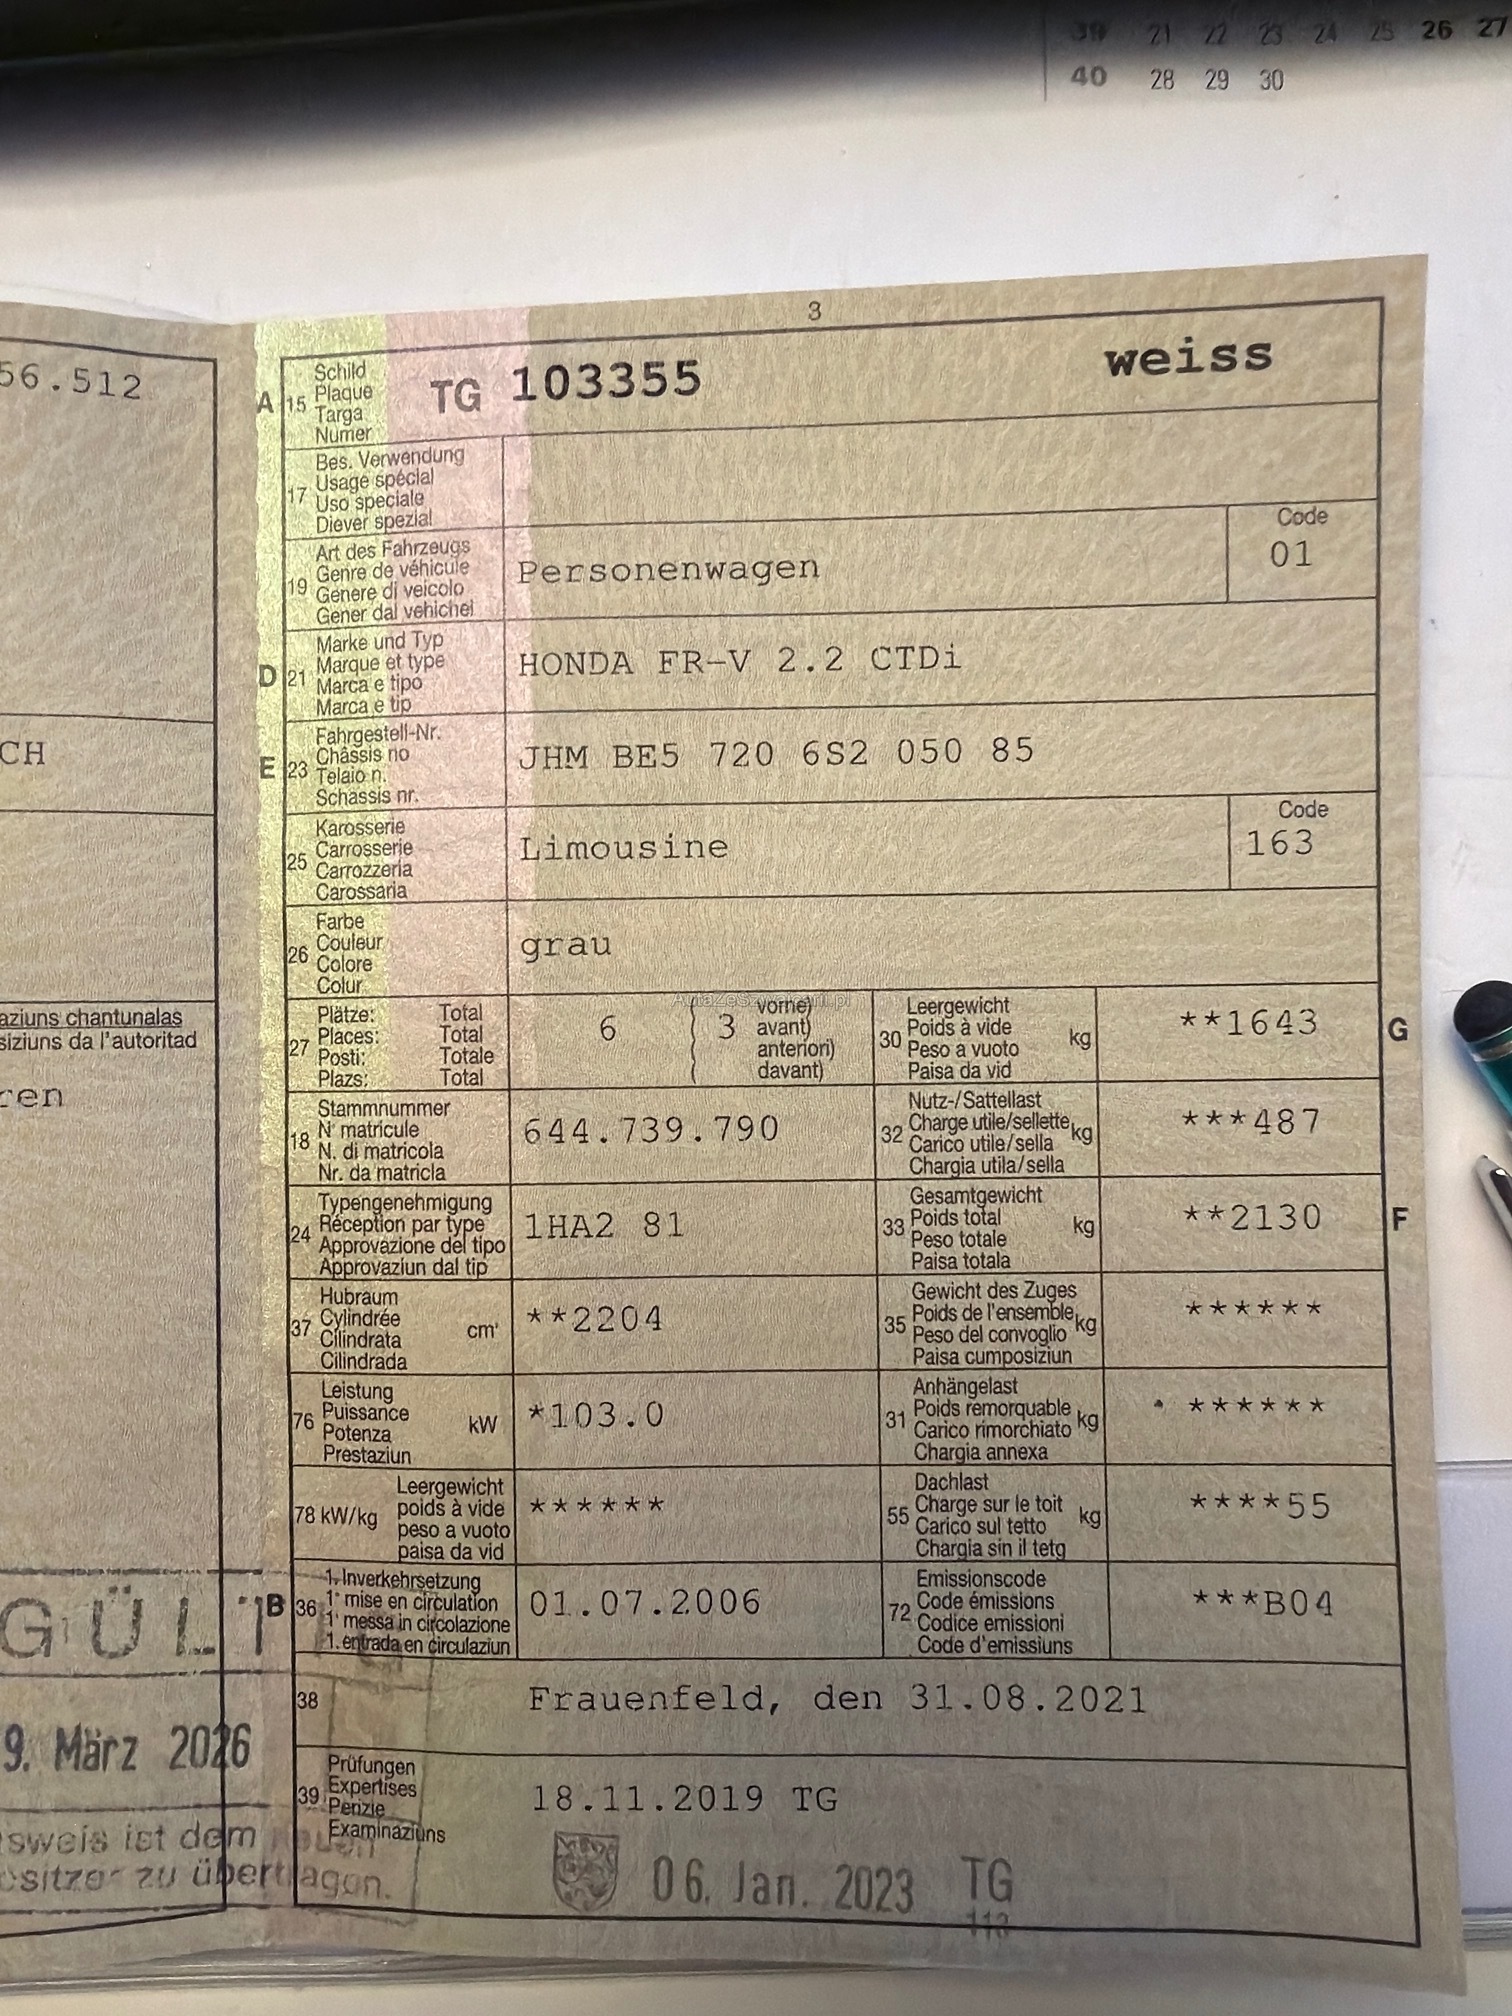 39 21 22 23 24 25 26 27
40 28 29 30
3
56.512
CH
aziuns chantunalas
siziuns da l'autoritad
ren
A 15 Schild
Plaque
Targa
Numer
TG 103355 weiss
17 Bes. Verwendung
Usage spécial
Uso speciale
Diever spezial
19 Art des Fahrzeugs
Genre de véhicule
Genere di veicolo
Gener dal vehichel
Personenwagen
Code
01
D 21 Marke und Typ
Marque et type
Marca e tipo
Marca e tip
HONDA FR-V 2.2 CTDi
E 23 Fahrgestell-Nr.
Châssis no
Telaio n.
Schassis nr.
JHM BE5 720 6S2 050 85
25 Karosserie
Carrosserie
Carrozzeria
Carossaria
Limousine
Code
163
26 Farbe
Couleur
Colore
Colur
grau
AutaZeSzwajcarii.pl
27 Plätze: Total
Places: Total
Posti: Totale
Plazs: Total
6 ( 3 vorne)
avant)
anteriori)
davant)
30 Leergewicht
Poids à vide
Peso a vuoto
Paisa da vid
kg
**1643
G
18 Stammnummer
N° matricule
N. di matricola
Nr. da matricla
644.739.790
32 Nutz-/Sattellast
Charge utile/sellette
Carico utile/sella
Chargia utila/sella
kg
***487
24 Typengenehmigung
Réception par type
Approvazione del tipo
Approvaziun dal tip
1HA2 81
33 Gesamtgewicht
Poids total
Peso totale
Paisa totala
kg
**2130
F
37 Hubraum
Cylindrée
Cilindrata
Cilindrada
cm³
**2204
35 Gewicht des Zuges
Poids de l'ensemble
Peso del convoglio
Paisa cumposiziun
kg
******
76 Leistung
Puissance
Potenza
Prestaziun
kW
*103.0
31 Anhängelast
Poids remorquable
Carico rimorchiato
Chargia annexa
kg
******
78 kW/kg Leergewicht
poids à vide
peso a vuoto
paisa da vid
******
55 Dachlast
Charge sur le toit
Carico sul tetto
Chargia sin il tetg
kg
****55
B 36 1. Inverkehrsetzung
1° mise en circulation
1° messa in circolazione
1. entrada en circulaziun
01.07.2006
72 Emissionscode
Code émissions
Codice emissioni
Code d'emissiuns
***B04
38 Frauenfeld, den 31.08.2021
39 Prüfungen
Expertises
Perizie
Examinaziuns
18.11.2019 TG
06. Jan. 2023 TG
113
GÜLTI
9. März 2026
sweis ist dem neuen
esitzer zu übertragen.